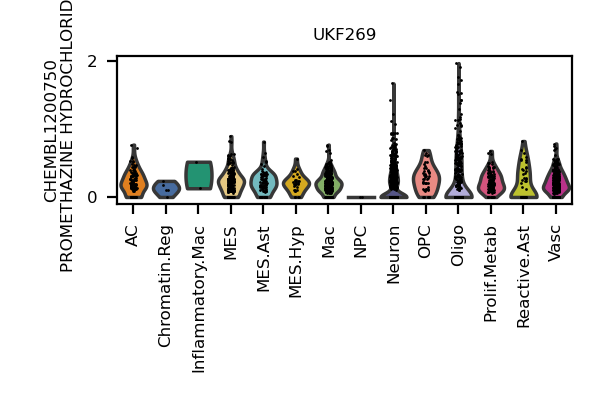 UKF269
CHEMBL1200750
PROMETHAZINE HYDROCHLORID
2
0
AC
Chromatin.Reg
Inflammatory.Mac
MES
MES.Ast
MES.Hyp
Mac
NPC
Neuron
OPC
Oligo
Prolif.Metab
Reactive.Ast
Vasc